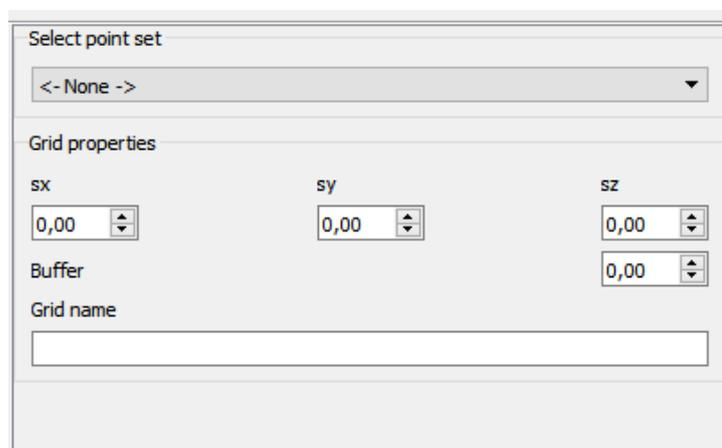 Select point set
<- None ->
Grid properties
sx sy sz
0,00 0,00 0,00
Buffer 0,00
Grid name